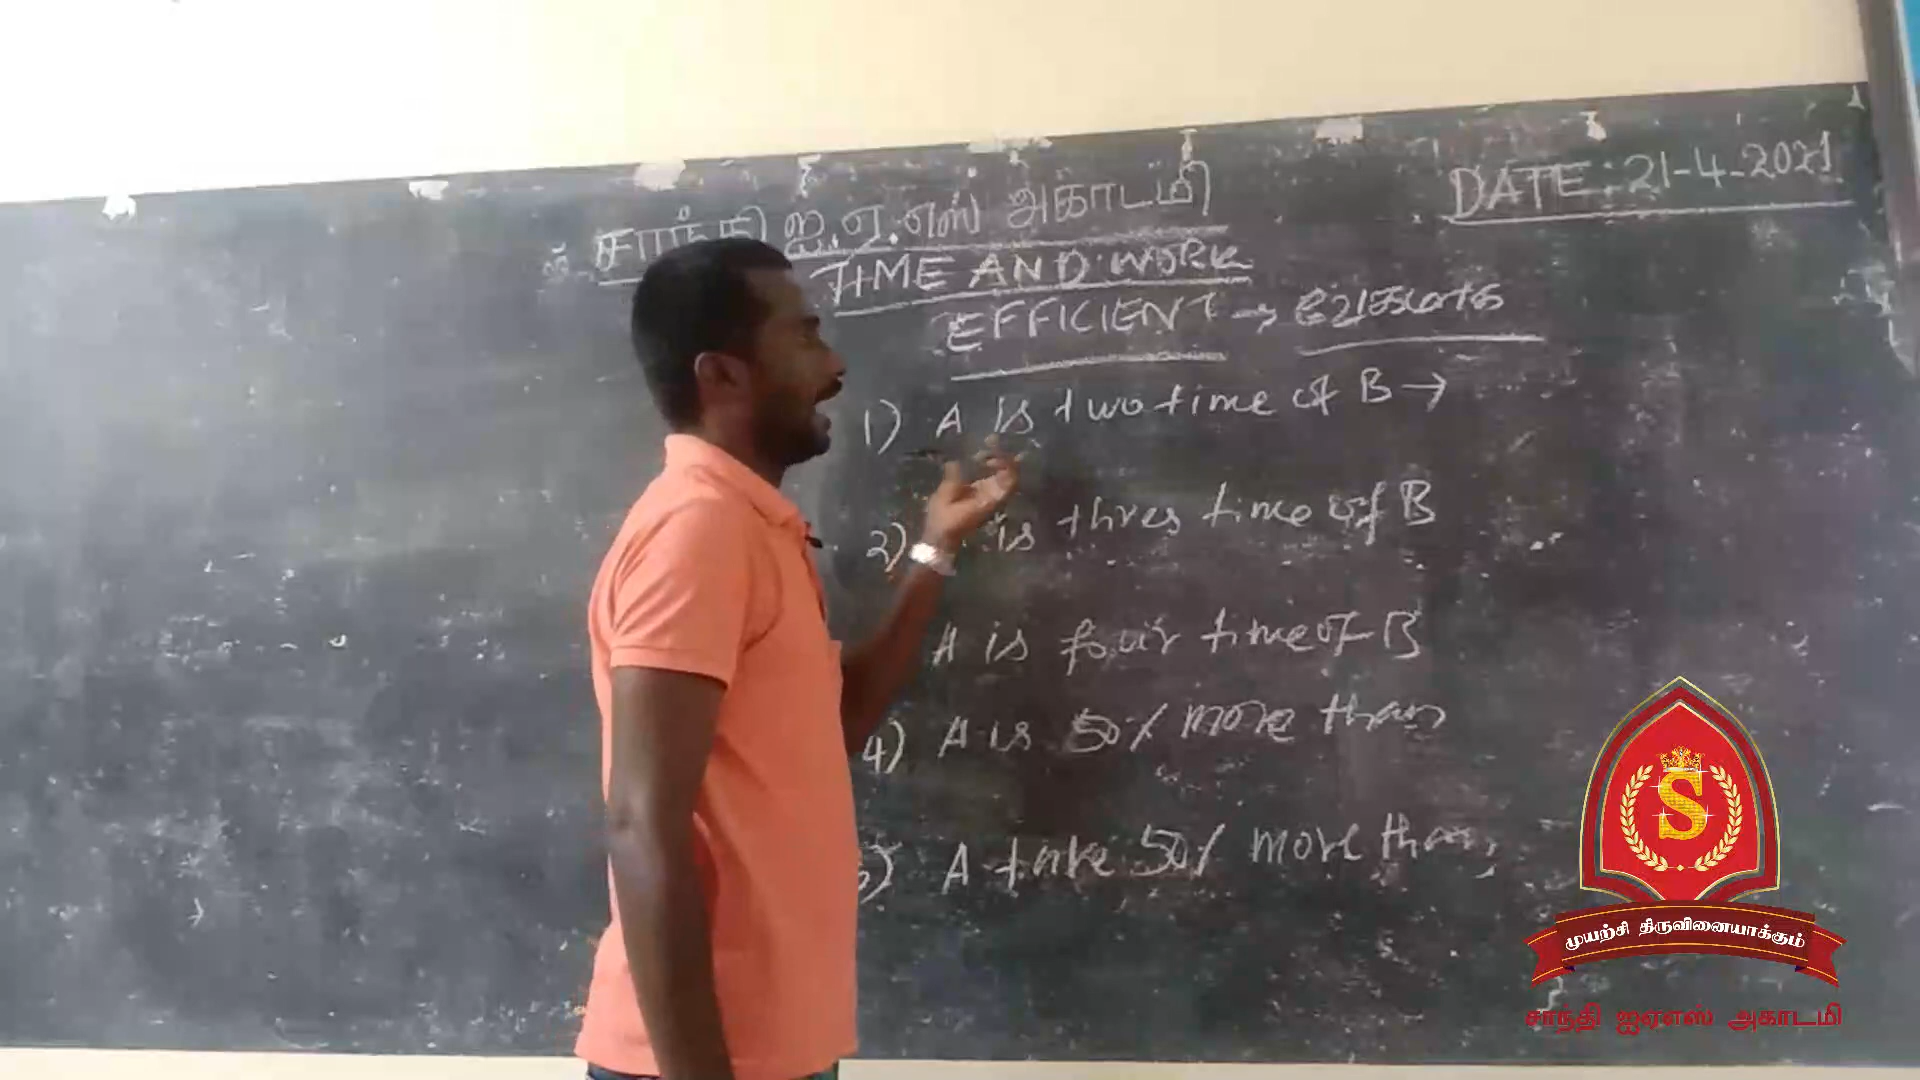 சாந்தி ஐ.ஏ.எஸ் அகாடமி
DATE: 21-4-2021
TIME AND WORK
EFFICIENT → வேகமாக
1) A is two time of B →
2) is three time of B
A is four time of B
4) A is 50% more than
A take 50% more than,
S
முயற்சி திருவினையாக்கும்
சாந்தி ஐஏஎஸ் அகாடமி